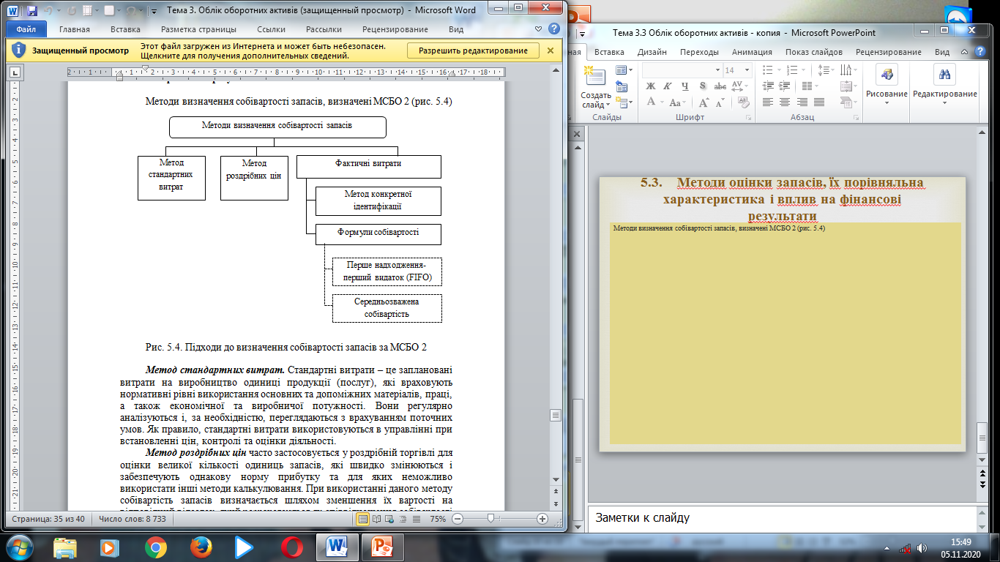 Тема 3. Облік оборотних активів (защищенный просмотр) - Microsoft Word
Файл
Главная
Вставка
Разметка страницы
Ссылки
Рассылки
Рецензирование
Вид
Защищенный просмотр
Этот файл загружен из Интернета и может быть небезопасен.
Щелкните для получения дополнительных сведений.
Разрешить редактирование
Методи визначення собівартості запасів, визначені МСБО 2 (рис. 5.4)
Методи визначення собівартості запасів
Метод
стандартних
витрат
Метод
роздрібних цін
Фактичні витрати
Метод конкретної
ідентифікації
Формули собівартості
Перше надходження-
перший видаток (FIFO)
Середньозважена
собівартість
Рис. 5.4. Підходи до визначення собівартості запасів за МСБО 2
Метод стандартних витрат. Стандартні витрати – це заплановані
витрати на виробництво одиниці продукції (послуг), які враховують
нормативні рівні використання основних та допоміжних матеріалів, праці,
а також економічної та виробничої потужності. Вони регулярно
аналізуються і, за необхідністю, переглядаються з врахуванням поточних
умов. Як правило, стандартні витрати використовуються в управлінні при
встановленні цін, контролі та оцінки діяльності.
Метод роздрібних цін часто застосовується у роздрібній торгівлі для
оцінки великої кількості одиниць запасів, які швидко змінюються і
забезпечують однакову норму прибутку та для яких неможливо
використати інші методи калькулювання. При використанні даного методу
собівартість запасів визначається шляхом зменшення їх вартості на
Страница: 35 из 40
Число слов: 8 733
75%
Тема 3.3 Облік оборотних активів - копия - Microsoft PowerPoint
Вставка
Дизайн
Переходы
Анимация
Показ слайдов
Рецензирование
Вид
Создать
слайд
Слайды
14
Ж К Ч S abc AV
А Aa A A
Шрифт
Абзац
Рисование
Редактирование
5.3. Методи оцінки запасів, їх порівняльна
характеристика і вплив на фінансові
результати
Методи визначення собівартості запасів, визначені МСБО 2 (рис. 5.4)
Заметки к слайду
15:49
05.11.2020